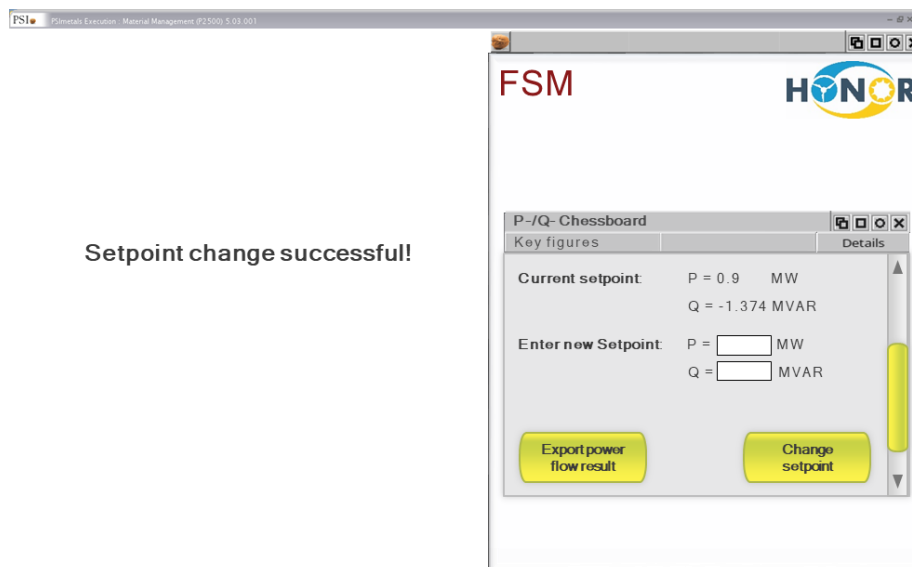 PSI PSImetals Execution : Material Management (P2500) 5.03.001
FSM
HONOR
Setpoint change successful!
P-/Q- Chessboard
Key figures Details
Current setpoint: P = 0.9 MW
Q = -1.374 MVAR
Enter new Setpoint: P = MW
Q = MVAR
Export power
flow result
Change
setpoint